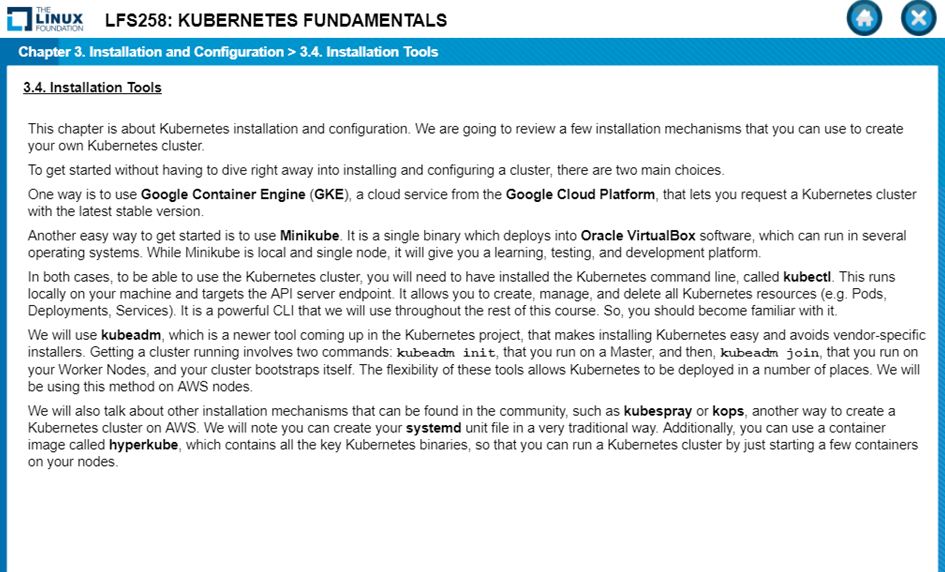 THE
LINUX
FOUNDATION
LFS258: KUBERNETES FUNDAMENTALS
Chapter 3. Installation and Configuration > 3.4. Installation Tools
3.4. Installation Tools
This chapter is about Kubernetes installation and configuration. We are going to review a few installation mechanisms that you can use to create
your own Kubernetes cluster.
To get started without having to dive right away into installing and configuring a cluster, there are two main choices.
One way is to use Google Container Engine (GKE), a cloud service from the Google Cloud Platform, that lets you request a Kubernetes cluster
with the latest stable version.
Another easy way to get started is to use Minikube. It is a single binary which deploys into Oracle VirtualBox software, which can run in several
operating systems. While Minikube is local and single node, it will give you a learning, testing, and development platform.
In both cases, to be able to use the Kubernetes cluster, you will need to have installed the Kubernetes command line, called kubectl. This runs
locally on your machine and targets the API server endpoint. It allows you to create, manage, and delete all Kubernetes resources (e.g. Pods,
Deployments, Services). It is a powerful CLI that we will use throughout the rest of this course. So, you should become familiar with it.
We will use kubeadm, which is a newer tool coming up in the Kubernetes project, that makes installing Kubernetes easy and avoids vendor-specific
installers. Getting a cluster running involves two commands: kubeadm init, that you run on a Master, and then, kubeadm join, that you run on
your Worker Nodes, and your cluster bootstraps itself. The flexibility of these tools allows Kubernetes to be deployed in a number of places. We will
be using this method on AWS nodes.
We will also talk about other installation mechanisms that can be found in the community, such as kubespray or kops, another way to create a
Kubernetes cluster on AWS. We will note you can create your systemd unit file in a very traditional way. Additionally, you can use a container
image called hyperkube, which contains all the key Kubernetes binaries, so that you can run a Kubernetes cluster by just starting a few containers
on your nodes.